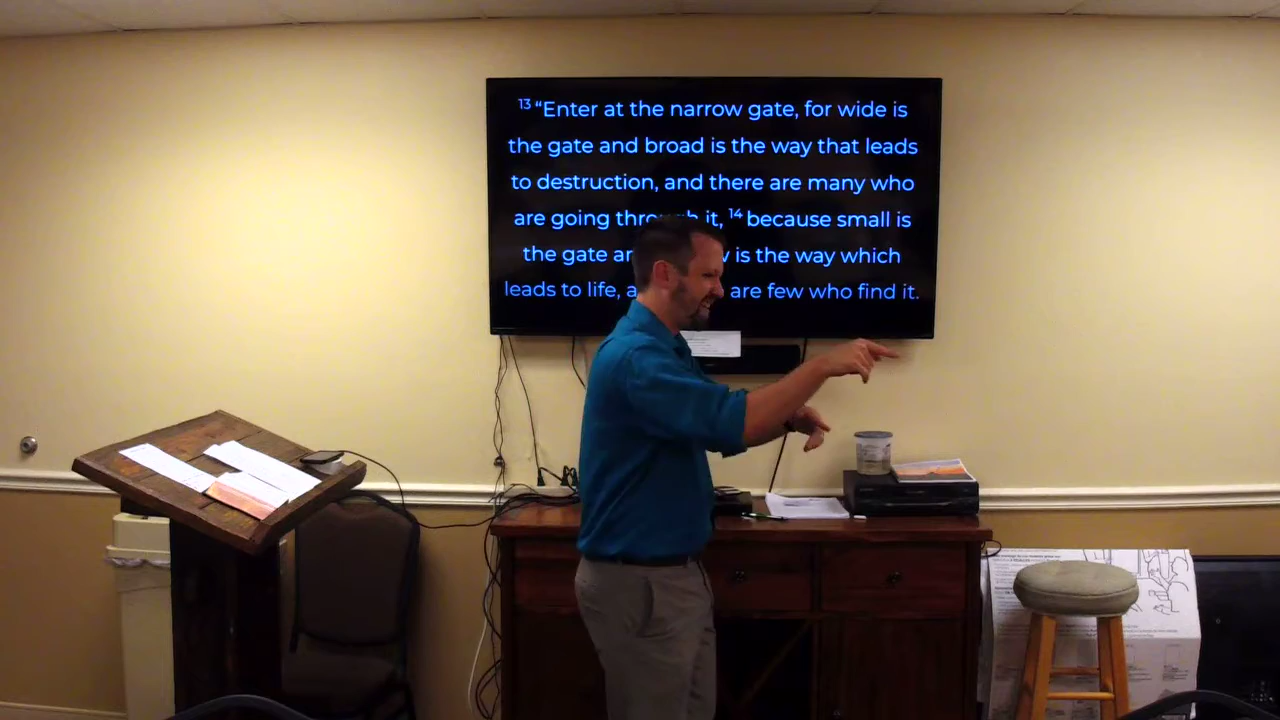 13 “Enter at the narrow gate, for wide is
the gate and broad is the way that leads
to destruction, and there are many who
are going through it, 14 because small is
the gate is the way which
leads to life, are few who find it.